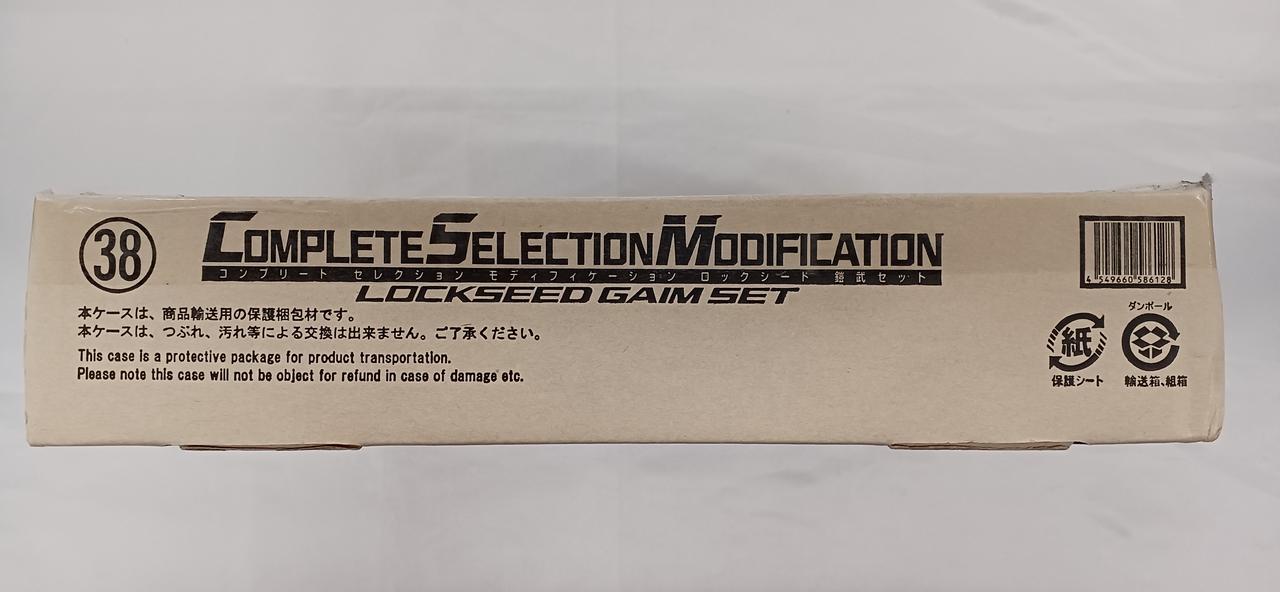 38
COMPLETE SELECTION MODIFICATION
コンプリート セレクション モディフィケーション ロックシード 鎧武セット
LOCKSEED GAIM SET
本ケースは、商品輸送用の保護梱包材です。
本ケースは、つぶれ、汚れ等による交換は出来ません。ご了承ください。
This case is a protective package for product transportation.
Please note this case will not be object for refund in case of damage etc.
4 549660 586128
ダンボール
紙
保護シート
輸送箱、組箱